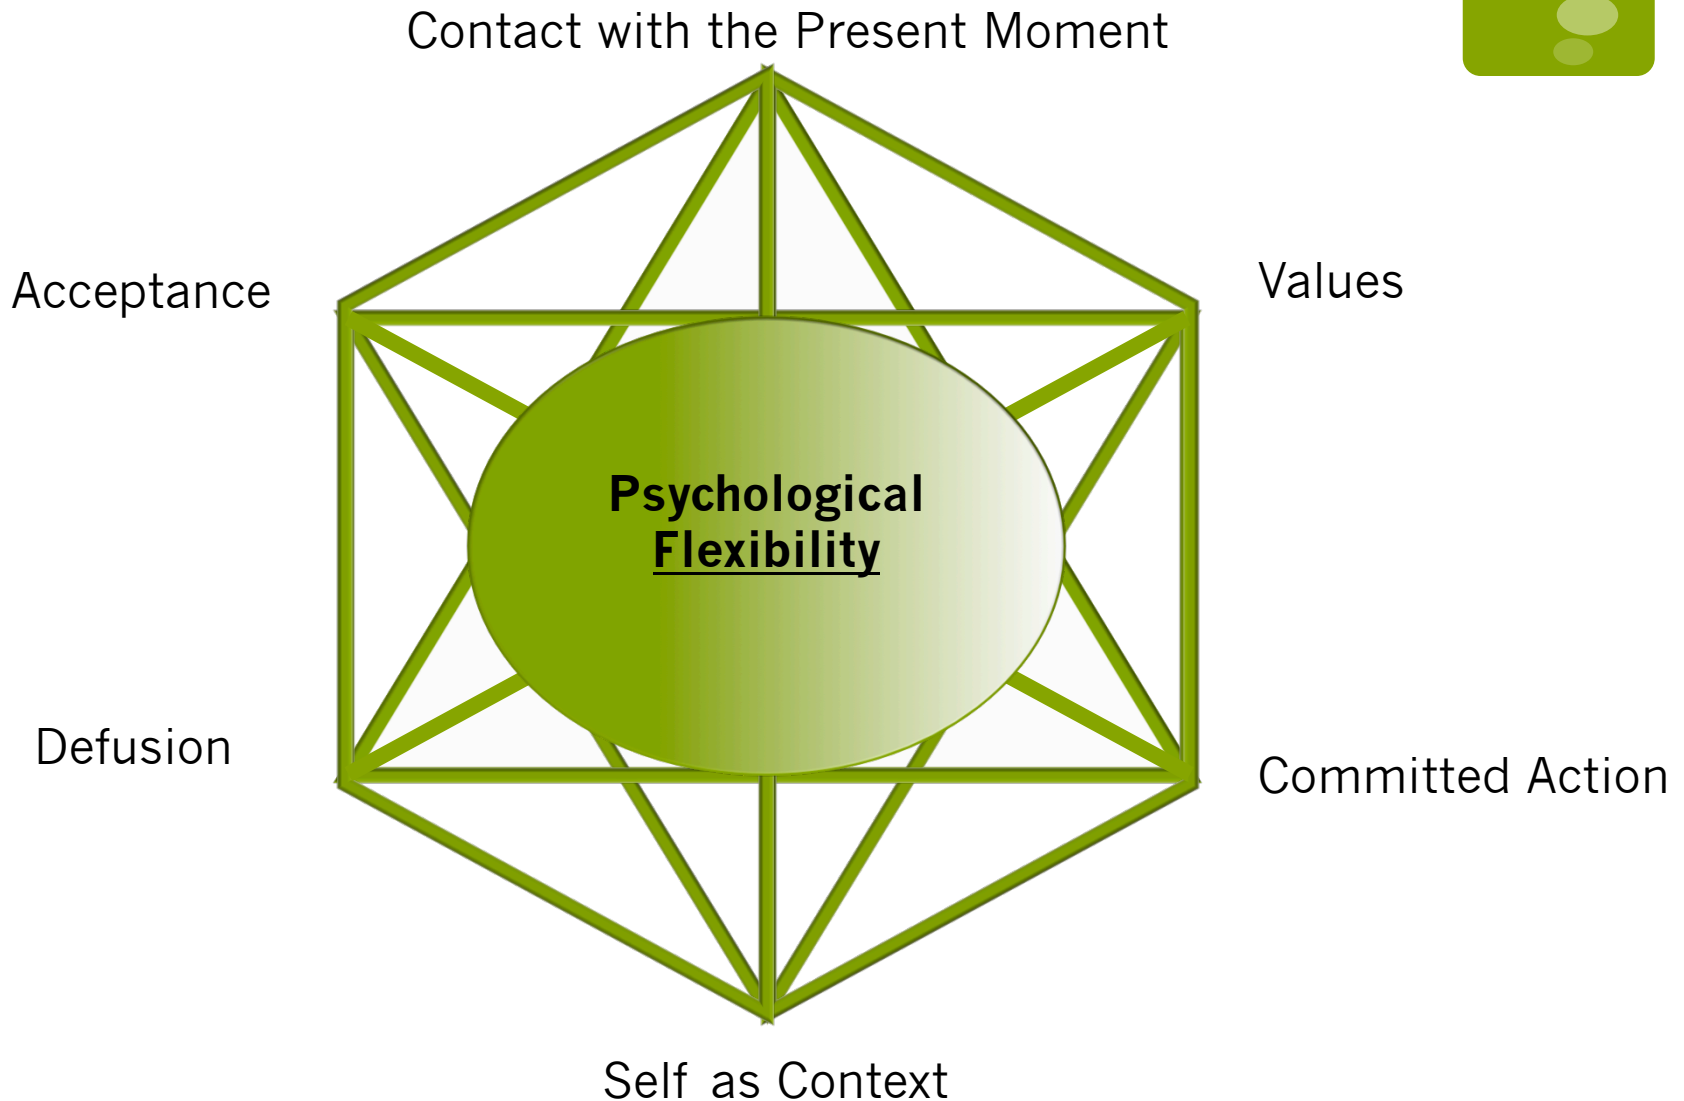 Contact with the Present Moment
Acceptance
Values
Psychological
Flexibility
Defusion
Committed Action
Self as Context